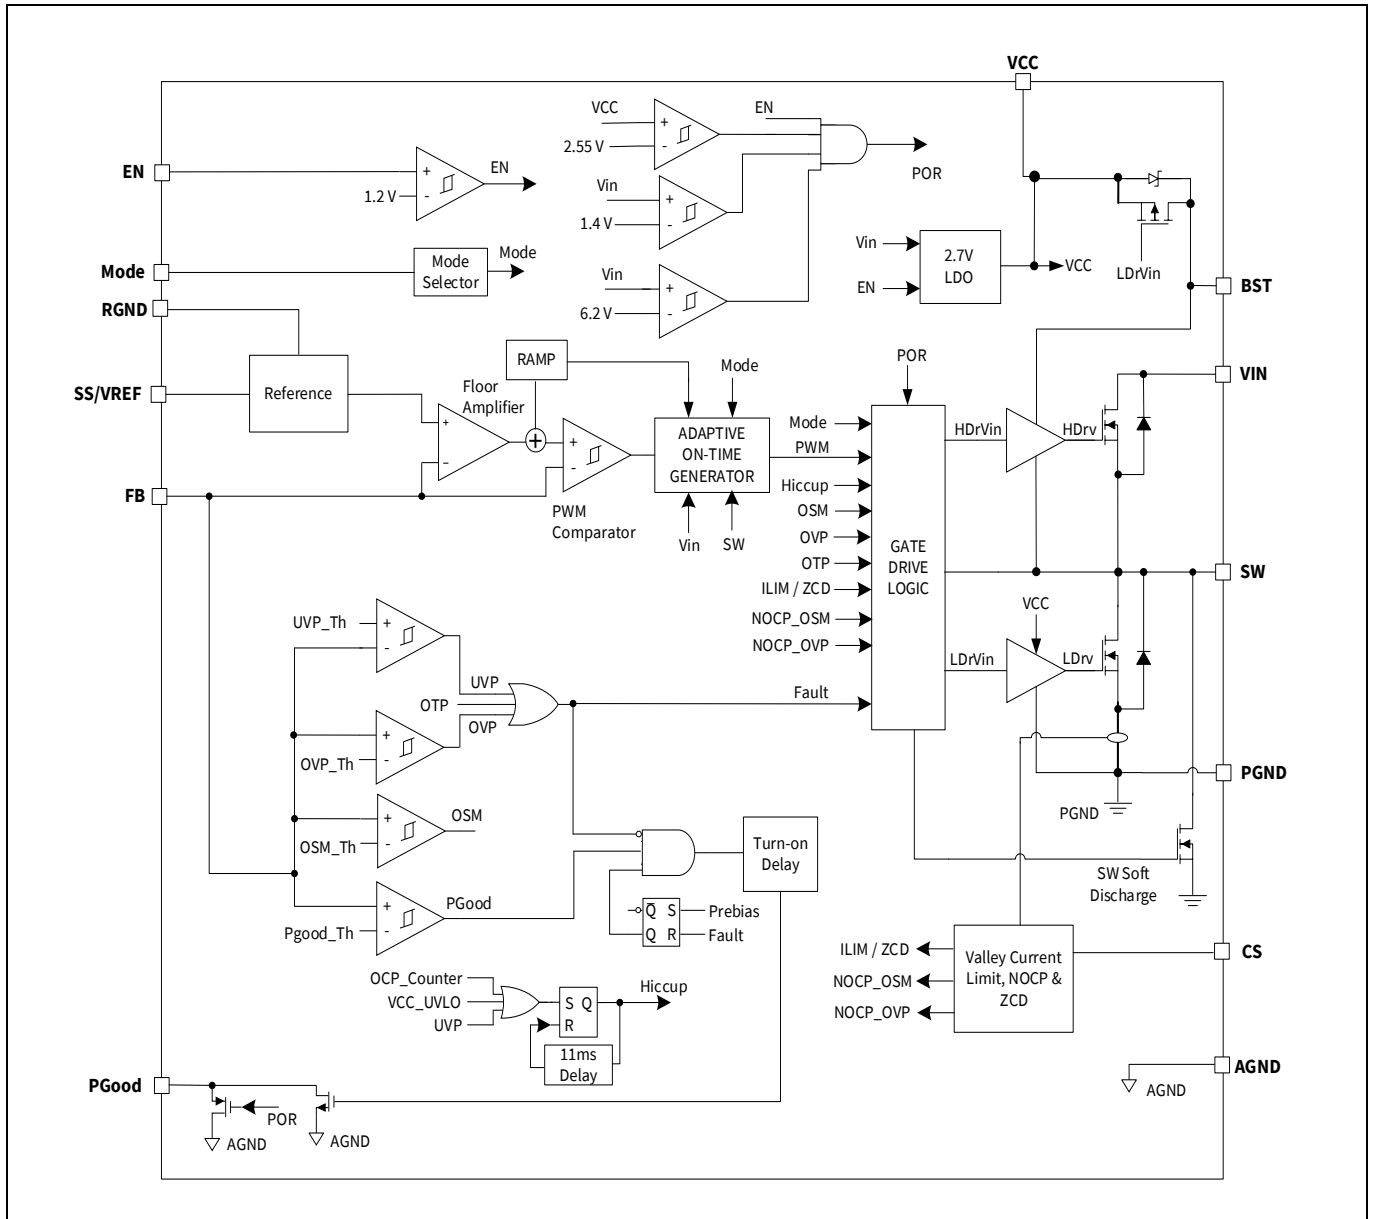 VCC
VCC
EN
2.55 V
+
-
POR
EN
+
1.2 V
-
EN
Vin
+
1.4 V
-
Vin
2.7V
LDO
EN
VCC
LDrVin
Mode
Mode
Selector
Mode
Vin
+
6.2 V
-
BST
RGND
RAMP
Mode
POR
VIN
SS/VREF
Reference
Floor
Amplifier
+
-
+
+
-
ADAPTIVE
ON-TIME
GENERATOR
Mode
PWM
Hiccup
OSM
OVP
OTP
ILIM / ZCD
NOCP_OSM
NOCP_OVP
Fault
GATE
DRIVE
LOGIC
HDrVin
HDrv
FB
PWM
Comparator
Vin
SW
SW
VCC
LDrVin
LDrv
UVP_Th
+
-
UVP
OTP
OVP
+
OVP_Th
-
PGND
PGND
OSM
+
OSM_Th
-
Turn-on
Delay
SW Soft
Discharge
PGood
+
Pgood_Th
-
Q̅ S
Q R
Prebias
Fault
CS
ILIM / ZCD
NOCP_OSM
NOCP_OVP
Valley Current
Limit, NOCP &
ZCD
OCP_Counter
VCC_UVLO
UVP
S Q
R
Hiccup
11ms
Delay
AGND
AGND
PGood
POR
AGND
AGND